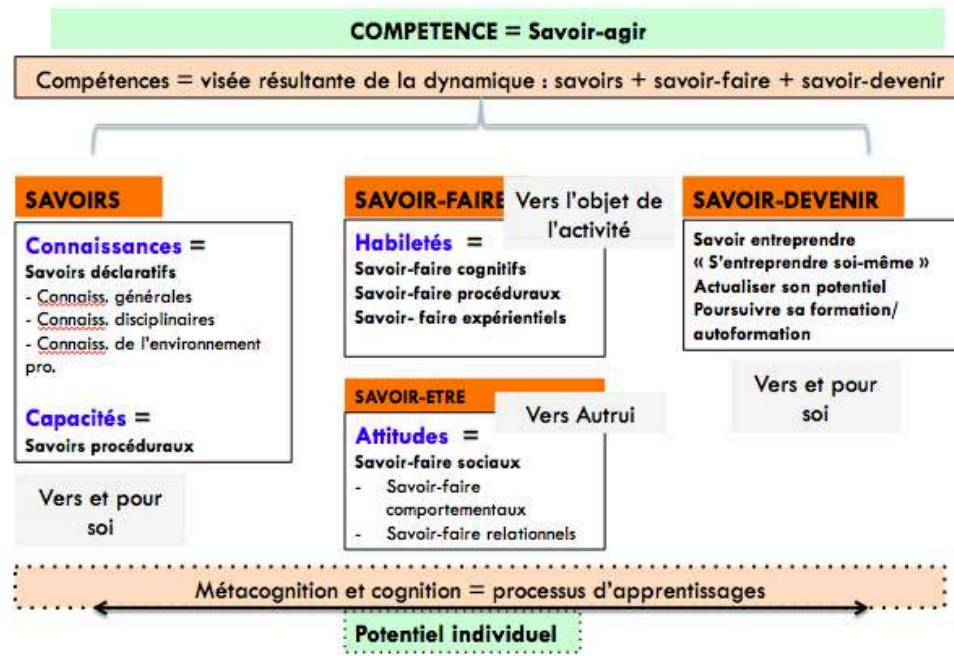 COMPETENCE = Savoir-agir
Compétences = visée résultante de la dynamique : savoirs + savoir-faire + savoir-devenir
SAVOIRS
Connaissances =
Savoirs déclaratifs
- Connaiss. générales
- Connaiss. disciplinaires
- Connaiss. de l'environnement
pro.
Capacités =
Savoirs procéduraux
Vers et pour
soi
SAVOIR-FAIRE
Vers l'objet de
l'activité
Habiletés =
Savoir-faire cognitifs
Savoir-faire procéduraux
Savoir- faire expérientiels
SAVOIR-ETRE
Vers Autrui
Attitudes =
Savoir-faire sociaux
- Savoir-faire
comportementaux
- Savoir-faire relationnels
SAVOIR-DEVENIR
Savoir entreprendre
« S'entreprendre soi-même »
Actualiser son potentiel
Poursuivre sa formation/
autoformation
Vers et pour
soi
Métacognition et cognition = processus d'apprentissages
Potentiel individuel